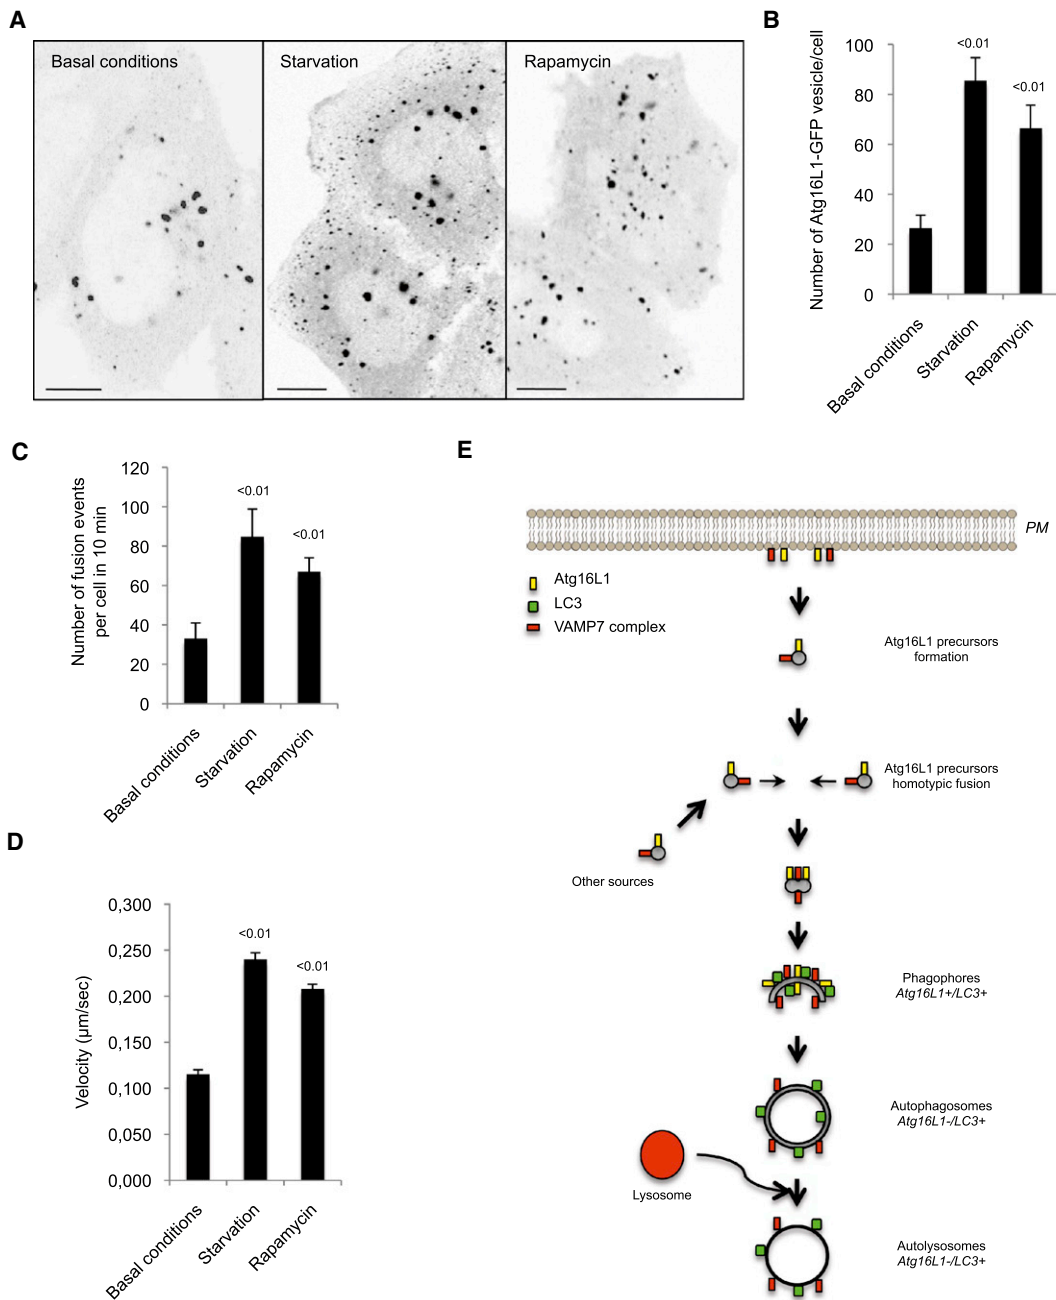 A
Basal conditions
Starvation
Rapamycin
B
Number of Atg16L1-GFP vesicle/cell
100
80
60
40
20
0
<0.01
<0.01
Basal conditions
Starvation
Rapamycin
C
Number of fusion events
per cell in 10 min
120
100
80
60
40
20
0
<0.01
<0.01
Basal conditions
Starvation
Rapamycin
D
Velocity (µm/sec)
0,300
0,250
0,200
0,150
0,100
0,050
0,000
<0.01
<0.01
Basal conditions
Starvation
Rapamycin
E
PM
Atg16L1
LC3
VAMP7 complex
Atg16L1 precursors
formation
Atg16L1 precursors
homotypic fusion
Other sources
Phagophores
Atg16L1+/LC3+
Autophagosomes
Atg16L1-/LC3+
Lysosome
Autolysosomes
Atg16L1-/LC3+